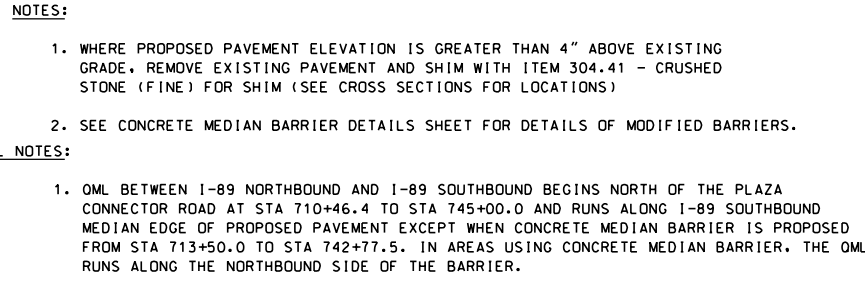 NOTES:
1. WHERE PROPOSED PAVEMENT ELEVATION IS GREATER THAN 4" ABOVE EXISTING
GRADE, REMOVE EXISTING PAVEMENT AND SHIM WITH ITEM 304.41 - CRUSHED
STONE (FINE) FOR SHIM (SEE CROSS SECTIONS FOR LOCATIONS)
2. SEE CONCRETE MEDIAN BARRIER DETAILS SHEET FOR DETAILS OF MODIFIED BARRIERS.
NOTES:
1. QML BETWEEN I-89 NORTHBOUND AND I-89 SOUTHBOUND BEGINS NORTH OF THE PLAZA
CONNECTOR ROAD AT STA 710+46.4 TO STA 745+00.0 AND RUNS ALONG I-89 SOUTHBOUND
MEDIAN EDGE OF PROPOSED PAVEMENT EXCEPT WHEN CONCRETE MEDIAN BARRIER IS PROPOSED
FROM STA 713+50.0 TO STA 742+77.5. IN AREAS USING CONCRETE MEDIAN BARRIER, THE QML
RUNS ALONG THE NORTHBOUND SIDE OF THE BARRIER.